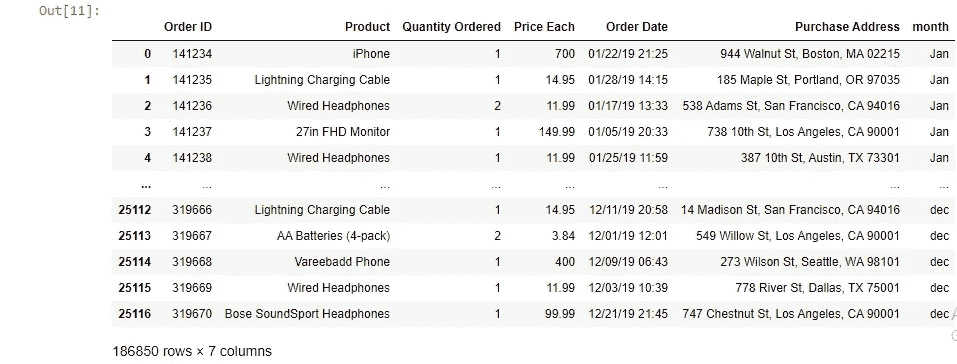 Out[11]:
Order ID Product Quantity Ordered Price Each Order Date Purchase Address month
0 141234 iPhone 1 700 01/22/19 21:25 944 Walnut St, Boston, MA 02215 Jan
1 141235 Lightning Charging Cable 1 14.95 01/28/19 14:15 185 Maple St, Portland, OR 97035 Jan
2 141236 Wired Headphones 2 11.99 01/17/19 13:33 538 Adams St, San Francisco, CA 94016 Jan
3 141237 27in FHD Monitor 1 149.99 01/05/19 20:33 738 10th St, Los Angeles, CA 90001 Jan
4 141238 Wired Headphones 1 11.99 01/25/19 11:59 387 10th St, Austin, TX 73301 Jan
... ... ... ... ... ... ... ...
25112 319666 Lightning Charging Cable 1 14.95 12/11/19 20:58 14 Madison St, San Francisco, CA 94016 dec
25113 319667 AA Batteries (4-pack) 2 3.84 12/01/19 12:01 549 Willow St, Los Angeles, CA 90001 dec
25114 319668 Vareebadd Phone 1 400 12/09/19 06:43 273 Wilson St, Seattle, WA 98101 dec
25115 319669 Wired Headphones 1 11.99 12/03/19 10:39 778 River St, Dallas, TX 75001 dec
25116 319670 Bose SoundSport Headphones 1 99.99 12/21/19 21:45 747 Chestnut St, Los Angeles, CA 90001 dec
186850 rows × 7 columns